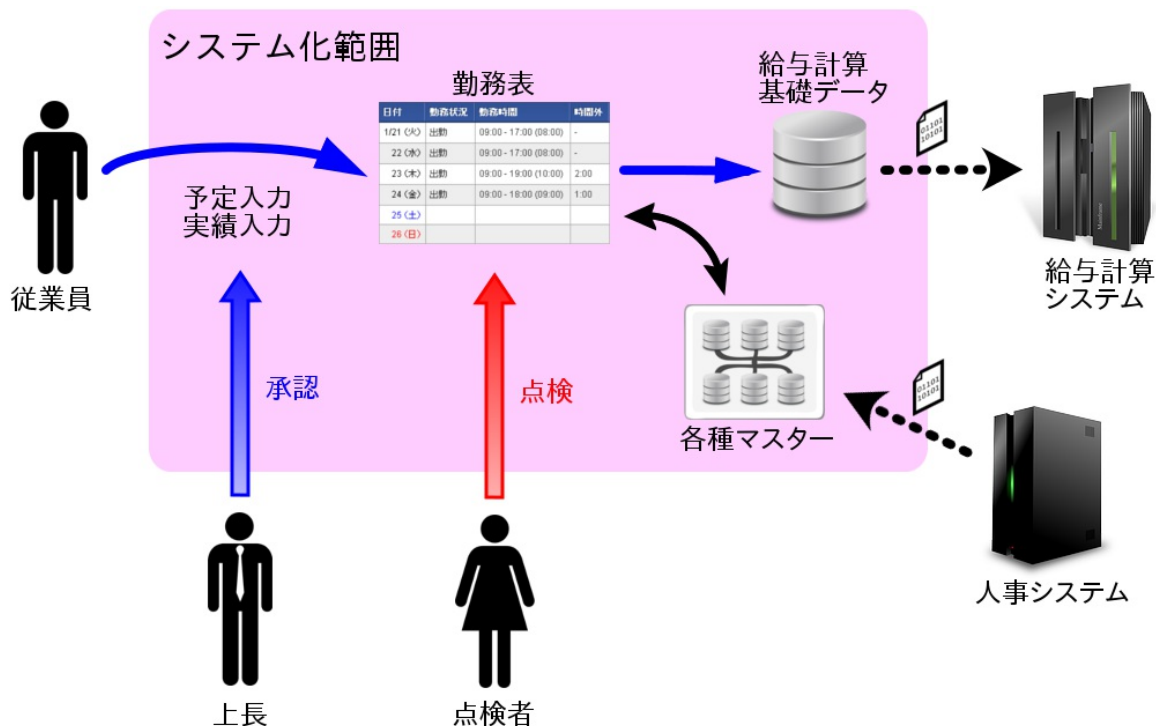 システム化範囲
勤務表
給与計算
基礎データ
日付 勤務状況 勤務時間 時間外
1/21 (火) 出勤 09:00 - 17:00 (08:00) -
22 (水) 出勤 09:00 - 17:00 (08:00) -
23 (木) 出勤 09:00 - 19:00 (10:00) 2:00
24 (金) 出勤 09:00 - 18:00 (09:00) 1:00
25 (土)
26 (日)
01101
10101
予定入力
実績入力
従業員
給与計算
システム
Mainframe
承認
点検
各種マスター
01101
10101
人事システム
上長
点検者